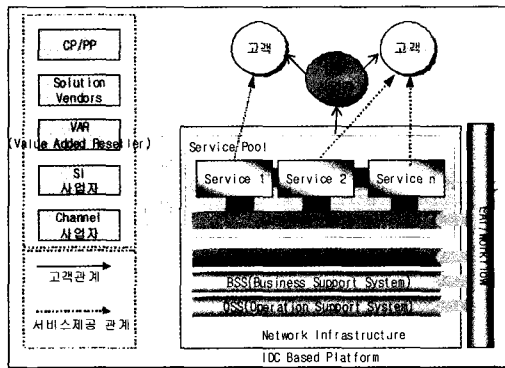 CP/PP
Solution
Vendors
VAR
(Value Added Reseller)
SI
사업자
Channel
사업자
고객관계
서비스제공 관계
고객
고객
Service Pool
Service 1
Service 2
Service n
BSS(Business Support System)
OSS(Operation Support System)
Network Infrastructure
IDC Based Platform
EAI/WORKFLOW